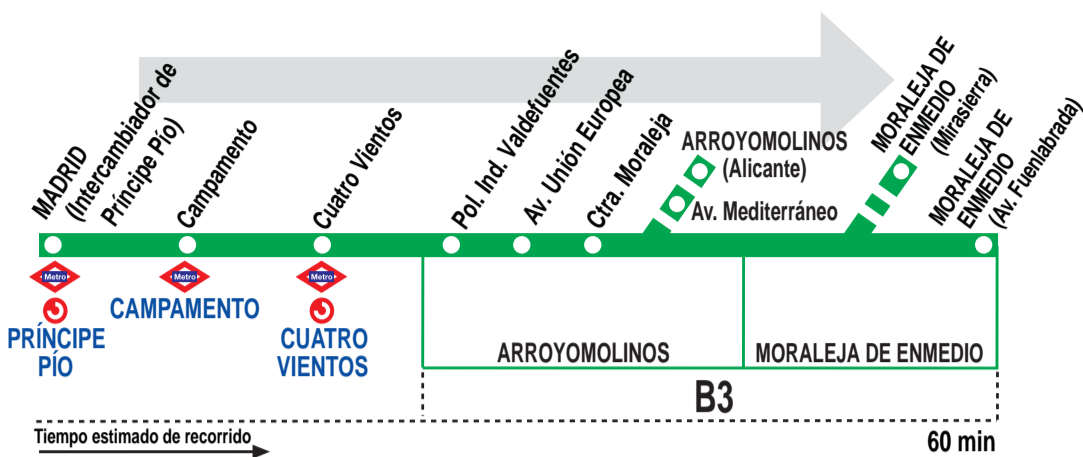 MADRID
(Intercambiador de
Príncipe Pío)
Campamento
Cuatro Vientos
Pol. Ind. Valdefuentes
Av. Unión Europea
Ctra. Moraleja
ARROYOMOLINOS
(Alicante)
Av. Mediterráneo
MORALEJA DE
ENMEDIO
(Mirasierra)
MORALEJA DE
ENMEDIO
(Av. Fuenlabrada)
Metro
Metro
Metro
PRÍNCIPE
PÍO
CAMPAMENTO
CUATRO
VIENTOS
ARROYOMOLINOS
MORALEJA DE ENMEDIO
B3
Tiempo estimado de recorrido
60 min